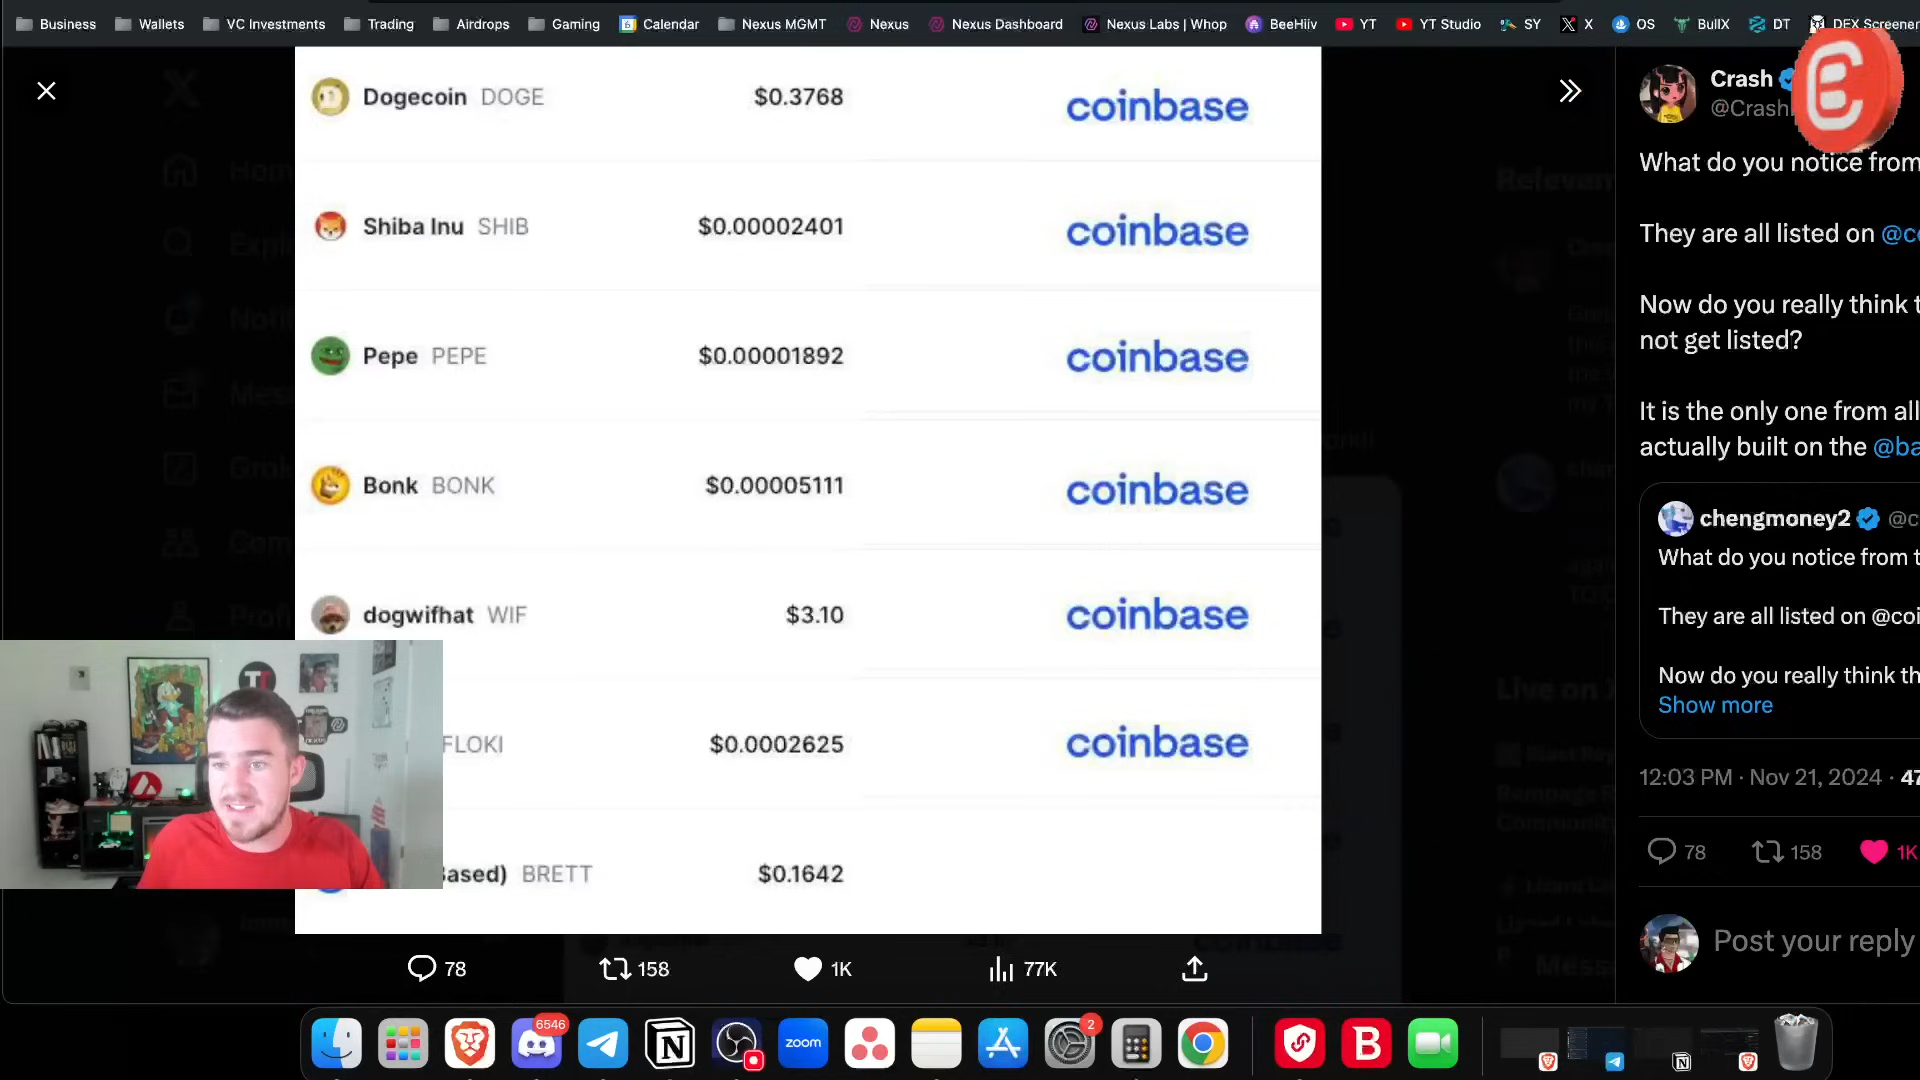 Business
Wallets
VC Investments
Trading
Airdrops
Gaming
Calendar
Nexus MGMT
Nexus
Nexus Dashboard
Nexus Labs | Whop
BeeHiiv
YT
YT Studio
SY
X
OS
BullX
DT
DEX Screener
Dogecoin DOGE $0.3768 coinbase
Shiba Inu SHIB $0.00002401 coinbase
Pepe PEPE $0.00001892 coinbase
Bonk BONK $0.00005111 coinbase
dogwifhat WIF $3.10 coinbase
FLOKI $0.0002625 coinbase
ased) BRETT $0.1642
78
158
1K
77K
Crash
@Crash
What do you notice from
They are all listed on @co
Now do you really think t
not get listed?
It is the only one from all
actually built on the @ba
chengmoney2 @c
What do you notice from t
They are all listed on @coi
Now do you really think th
Show more
12:03 PM · Nov 21, 2024 · 47
78
158
1K
Post your reply
6546
zoom
2